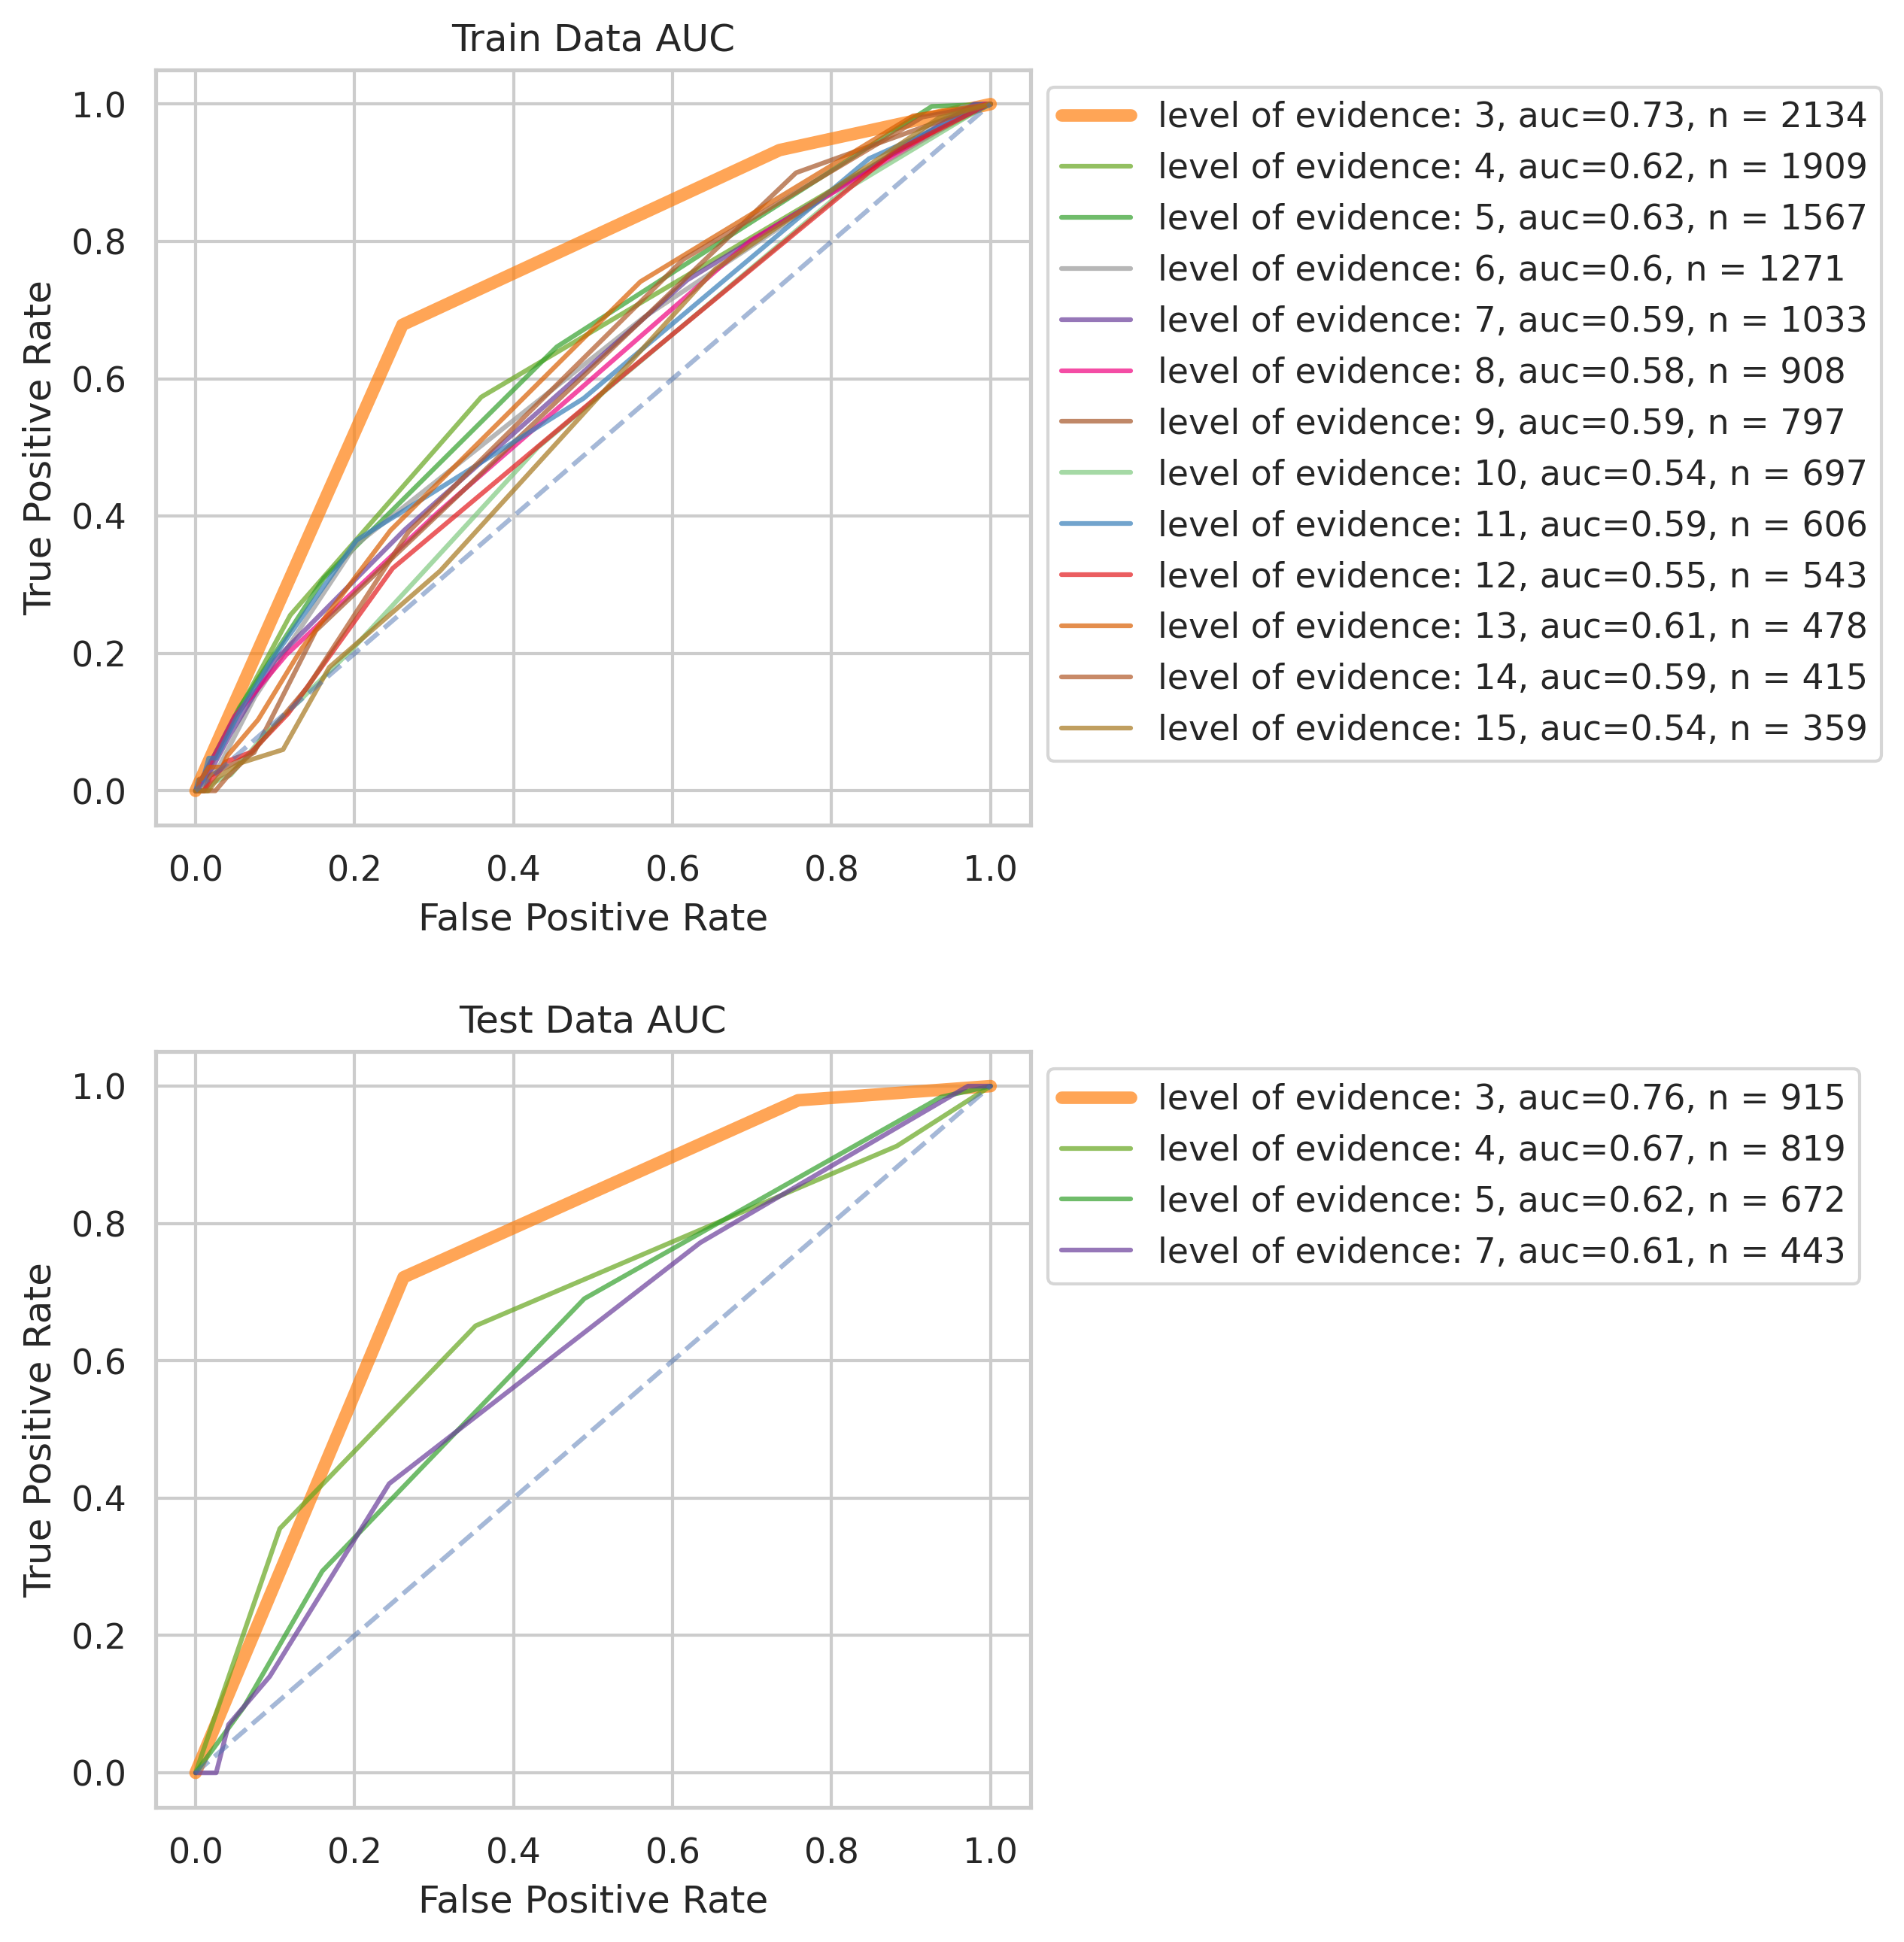 Train Data AUC
True Positive Rate
1.0
0.8
0.6
0.4
0.2
0.0
0.0 0.2 0.4 0.6 0.8 1.0
False Positive Rate
level of evidence: 3, auc=0.73, n = 2134
level of evidence: 4, auc=0.62, n = 1909
level of evidence: 5, auc=0.63, n = 1567
level of evidence: 6, auc=0.6, n = 1271
level of evidence: 7, auc=0.59, n = 1033
level of evidence: 8, auc=0.58, n = 908
level of evidence: 9, auc=0.59, n = 797
level of evidence: 10, auc=0.54, n = 697
level of evidence: 11, auc=0.59, n = 606
level of evidence: 12, auc=0.55, n = 543
level of evidence: 13, auc=0.61, n = 478
level of evidence: 14, auc=0.59, n = 415
level of evidence: 15, auc=0.54, n = 359
Test Data AUC
True Positive Rate
1.0
0.8
0.6
0.4
0.2
0.0
0.0 0.2 0.4 0.6 0.8 1.0
False Positive Rate
level of evidence: 3, auc=0.76, n = 915
level of evidence: 4, auc=0.67, n = 819
level of evidence: 5, auc=0.62, n = 672
level of evidence: 7, auc=0.61, n = 443